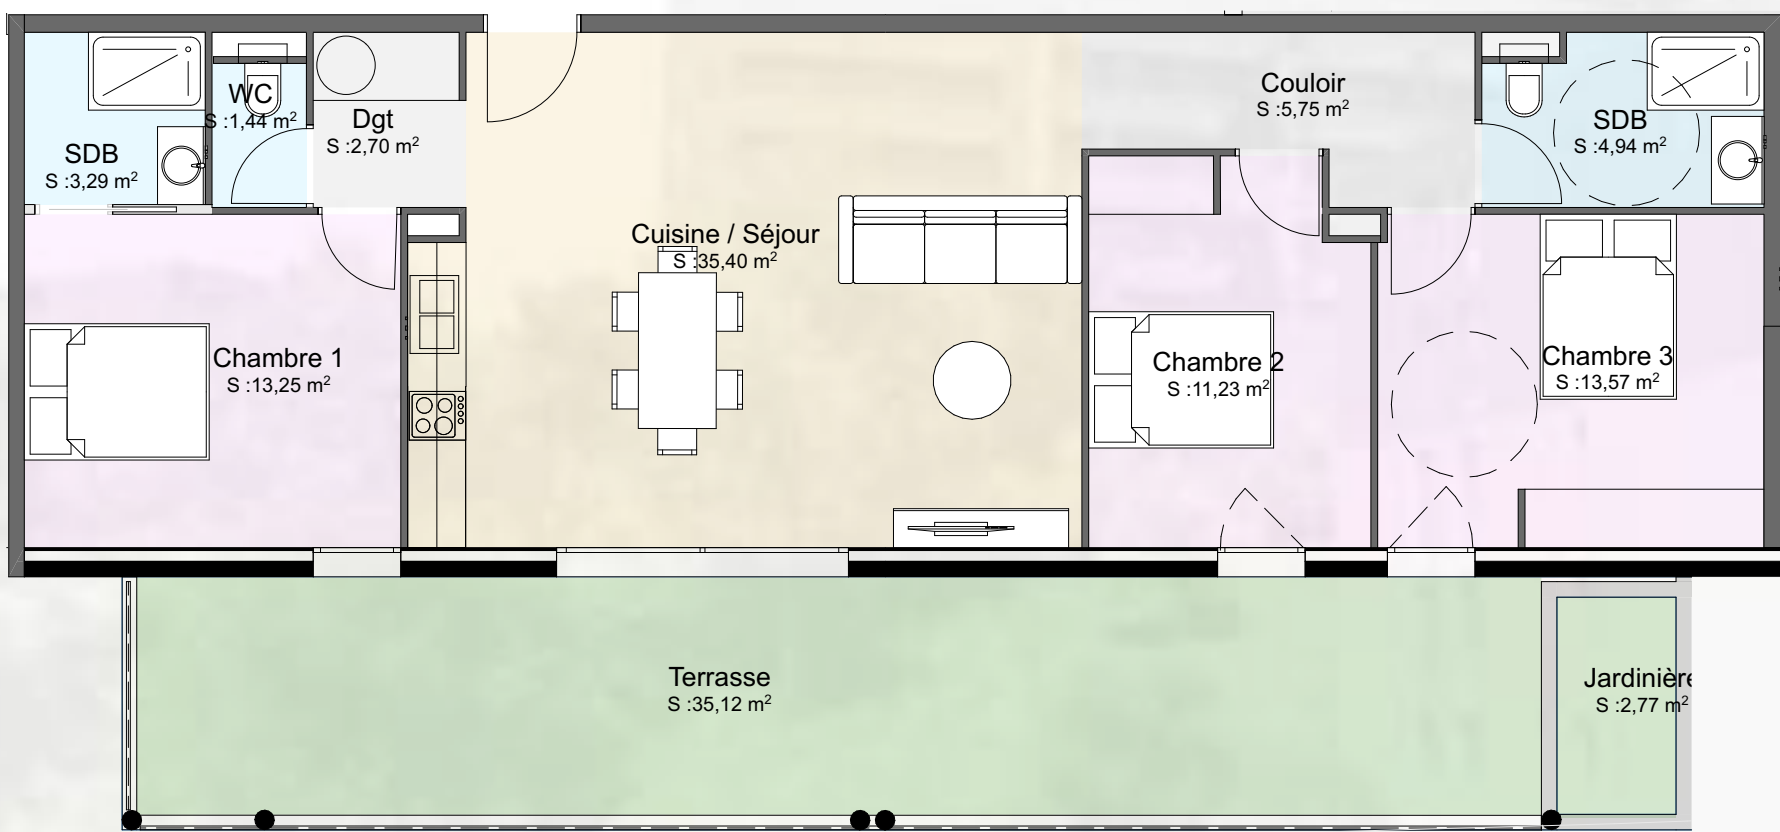 SDB
S :3,29 m²
WC
S :1,44 m²
Dgt
S :2,70 m²
Cuisine / Séjour
S :35,40 m²
Couloir
S :5,75 m²
SDB
S :4,94 m²
Chambre 1
S :13,25 m²
Chambre 2
S :11,23 m²
Chambre 3
S :13,57 m²
Terrasse
S :35,12 m²
Jardinière
S :2,77 m²